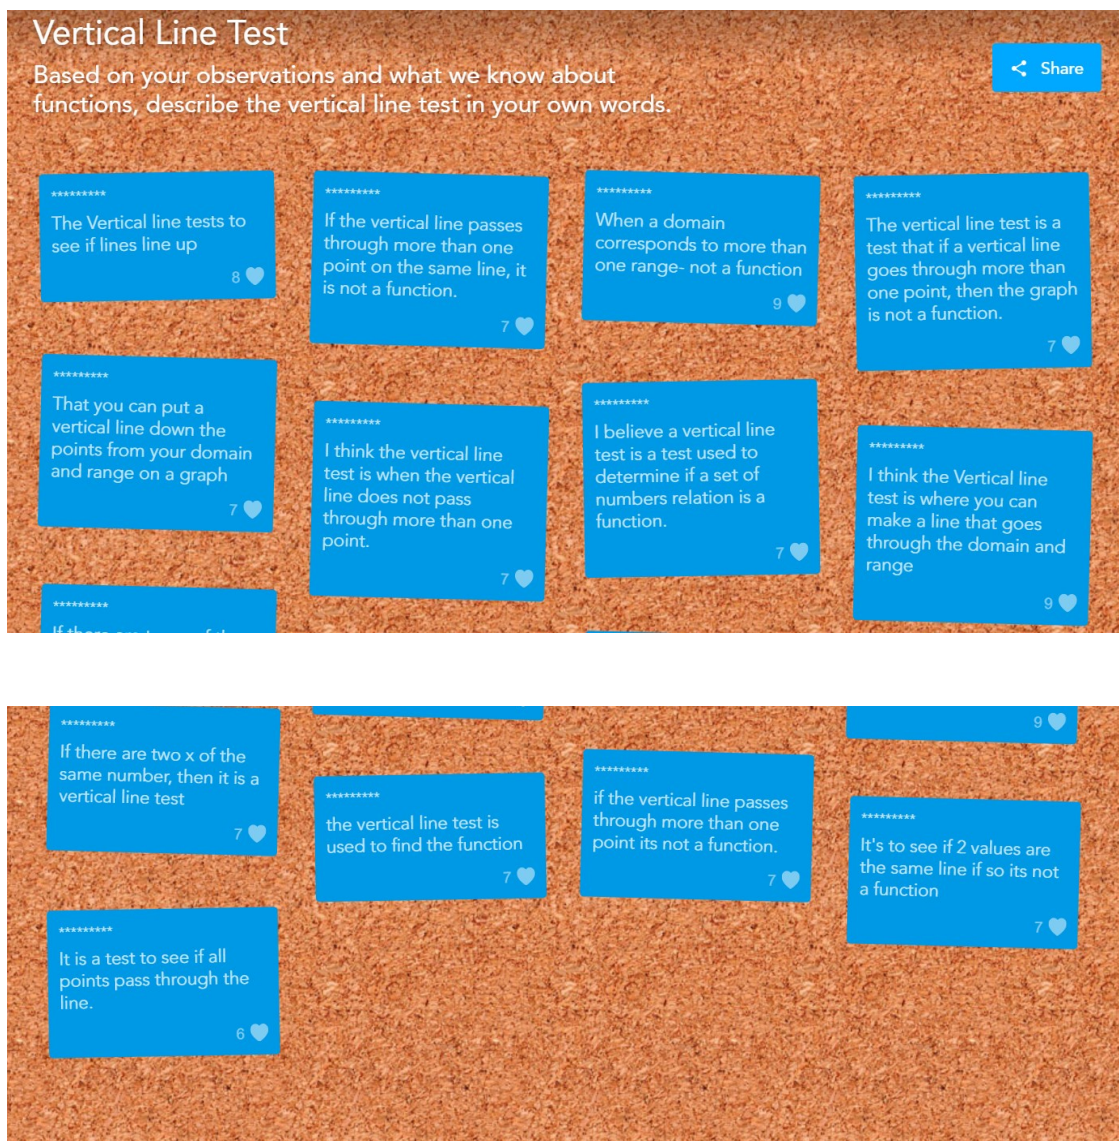 Vertical Line Test
Based on your observations and what we know about
functions, describe the vertical line test in your own words.
Share
*********
The Vertical line tests to
see if lines line up
8
*********
If the vertical line passes
through more than one
point on the same line, it
is not a function.
7
*********
When a domain
corresponds to more than
one range- not a function
9
*********
The vertical line test is a
test that if a vertical line
goes through more than
one point, then the graph
is not a function.
7
*********
That you can put a
vertical line down the
points from your domain
and range on a graph
7
*********
I think the vertical line
test is when the vertical
line does not pass
through more than one
point.
7
*********
I believe a vertical line
test is a test used to
determine if a set of
numbers relation is a
function.
7
*********
I think the Vertical line
test is where you can
make a line that goes
through the domain and
range
9
*********
9
*********
If there are two x of the
same number, then it is a
vertical line test
7
*********
the vertical line test is
used to find the function
7
*********
if the vertical line passes
through more than one
point its not a function.
7
*********
It's to see if 2 values are
the same line if so its not
a function
7
*********
It is a test to see if all
points pass through the
line.
6